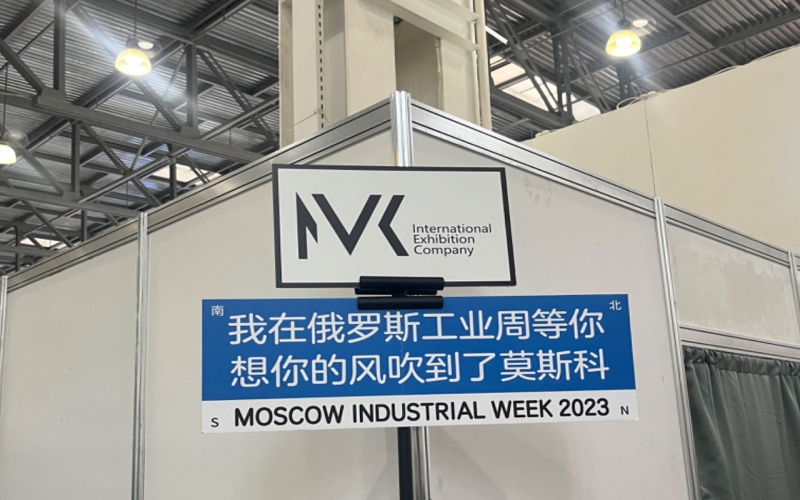 MVK
International
Exhibition
Company
南 北
我在俄罗斯工业周等你
想你的风吹到了莫斯科
S MOSCOW INDUSTRIAL WEEK 2023 N